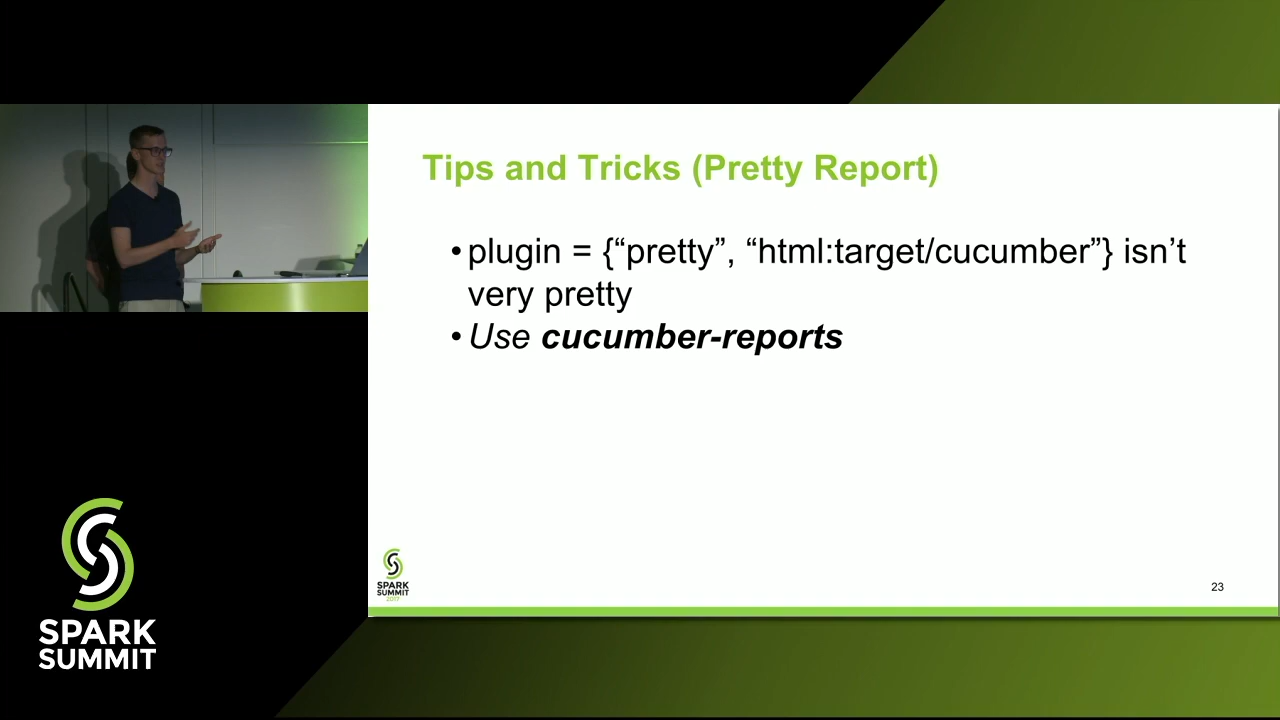 Tips and Tricks (Pretty Report)
• plugin = {“pretty”, “html:target/cucumber”} isn’t
very pretty
• Use cucumber-reports
SPARK
SUMMIT
2017
23
SPARK
SUMMIT